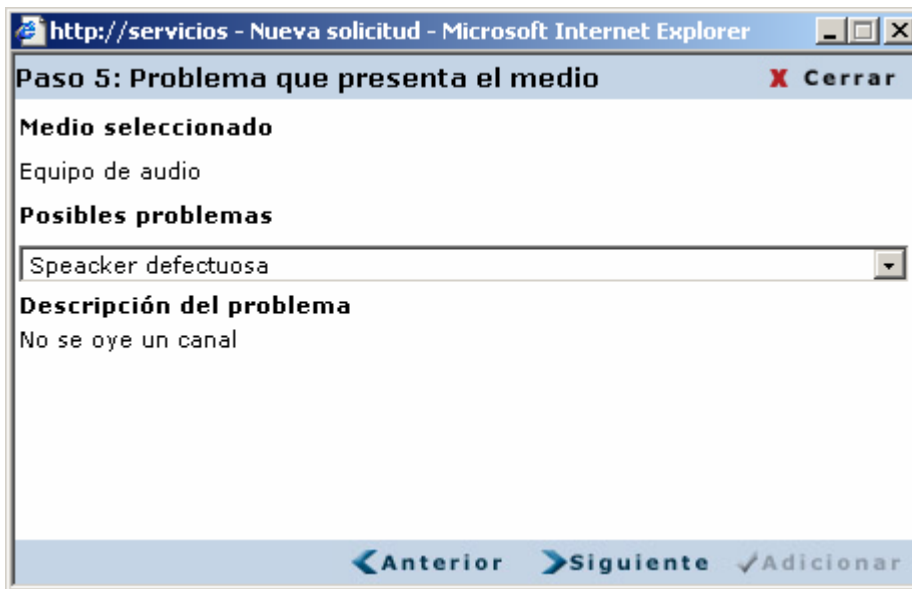 http://servicios - Nueva solicitud - Microsoft Internet Explorer
Paso 5: Problema que presenta el medio X Cerrar
Medio seleccionado
Equipo de audio
Posibles problemas
Speacker defectuosa
Descripción del problema
No se oye un canal
Anterior Siguiente Adicionar